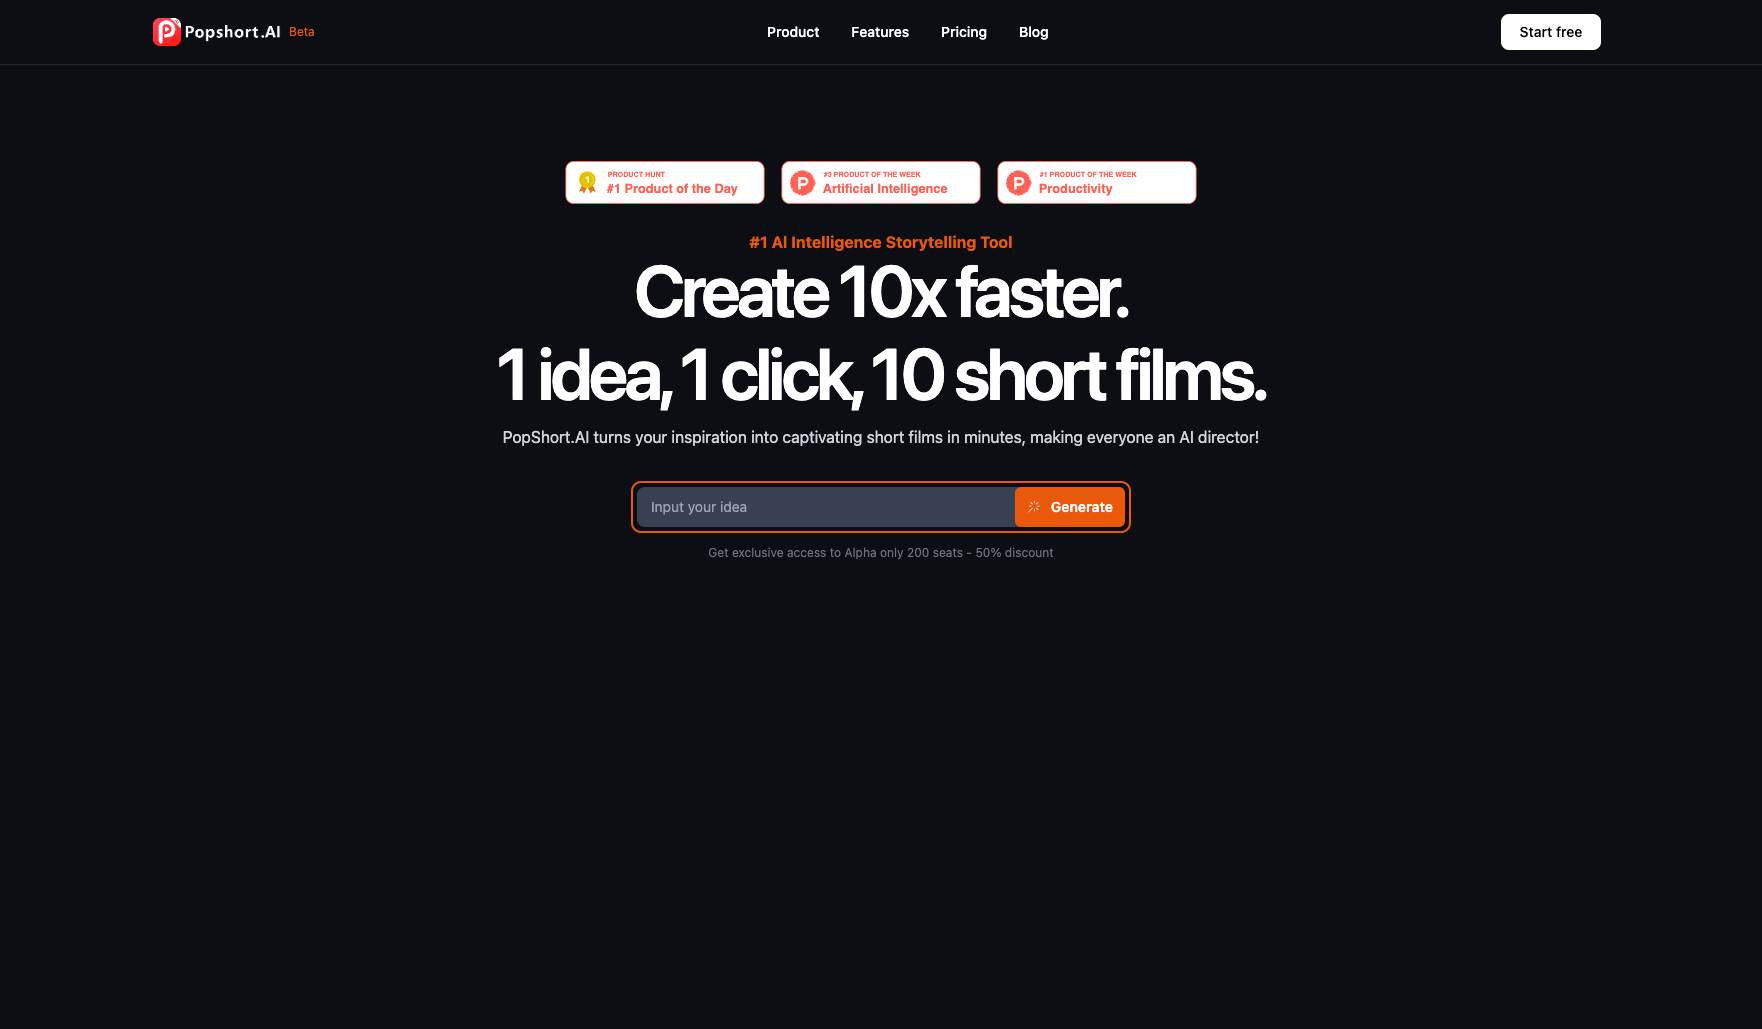 Popshort.AI Beta
Product
Features
Pricing
Blog
Start free
1
PRODUCT HUNT
#1 Product of the Day
P
#3 PRODUCT OF THE WEEK
Artificial Intelligence
P
#1 PRODUCT OF THE WEEK
Productivity
#1 AI Intelligence Storytelling Tool
Create 10x faster.
1 idea, 1 click, 10 short films.
PopShort.AI turns your inspiration into captivating short films in minutes, making everyone an AI director!
Input your idea
Generate
Get exclusive access to Alpha only 200 seats - 50% discount